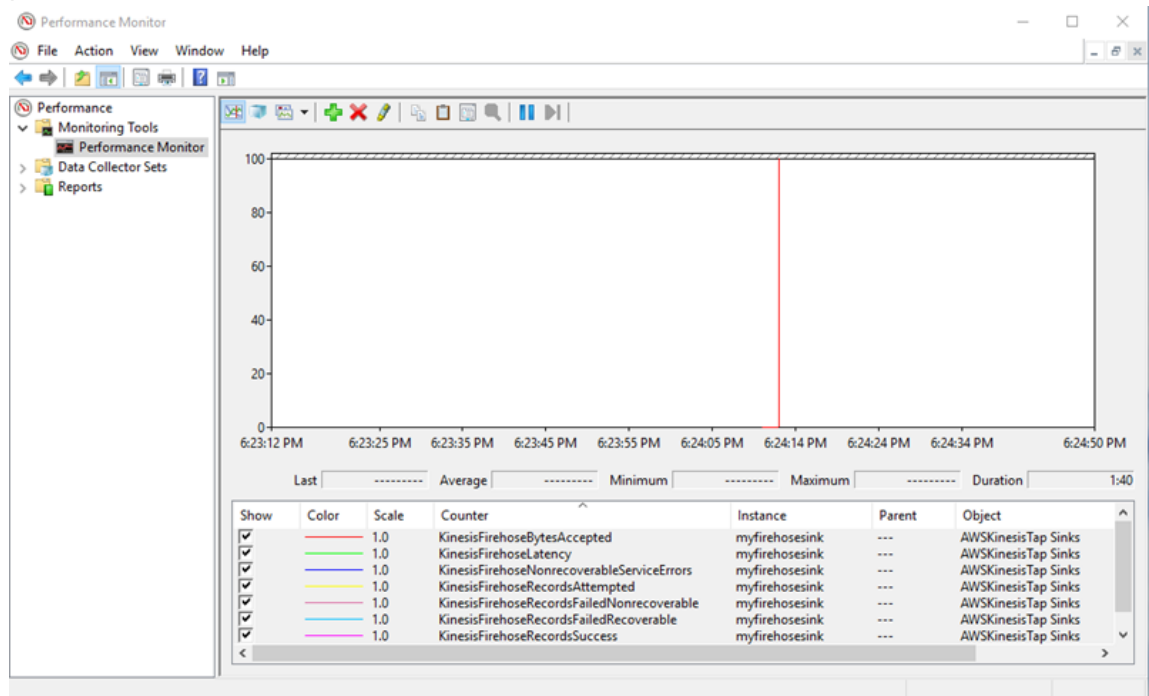 Performance Monitor
File Action View Window Help
Performance
Monitoring Tools
Performance Monitor
Data Collector Sets
Reports
100
80
60
40
20
0
6:23:12 PM 6:23:25 PM 6:23:35 PM 6:23:45 PM 6:23:55 PM 6:24:05 PM 6:24:14 PM 6:24:24 PM 6:24:34 PM 6:24:50 PM
Last --------- Average --------- Minimum --------- Maximum --------- Duration 1:40
Show Color Scale Counter Instance Parent Object
1.0 KinesisFirehoseBytesAccepted myfirehosesink --- AWSKinesisTap Sinks
1.0 KinesisFirehoseLatency myfirehosesink --- AWSKinesisTap Sinks
1.0 KinesisFirehoseNonrecoverableServiceErrors myfirehosesink --- AWSKinesisTap Sinks
1.0 KinesisFirehoseRecordsAttempted myfirehosesink --- AWSKinesisTap Sinks
1.0 KinesisFirehoseRecordsFailedNonrecoverable myfirehosesink --- AWSKinesisTap Sinks
1.0 KinesisFirehoseRecordsFailedRecoverable myfirehosesink --- AWSKinesisTap Sinks
1.0 KinesisFirehoseRecordsSuccess myfirehosesink --- AWSKinesisTap Sinks